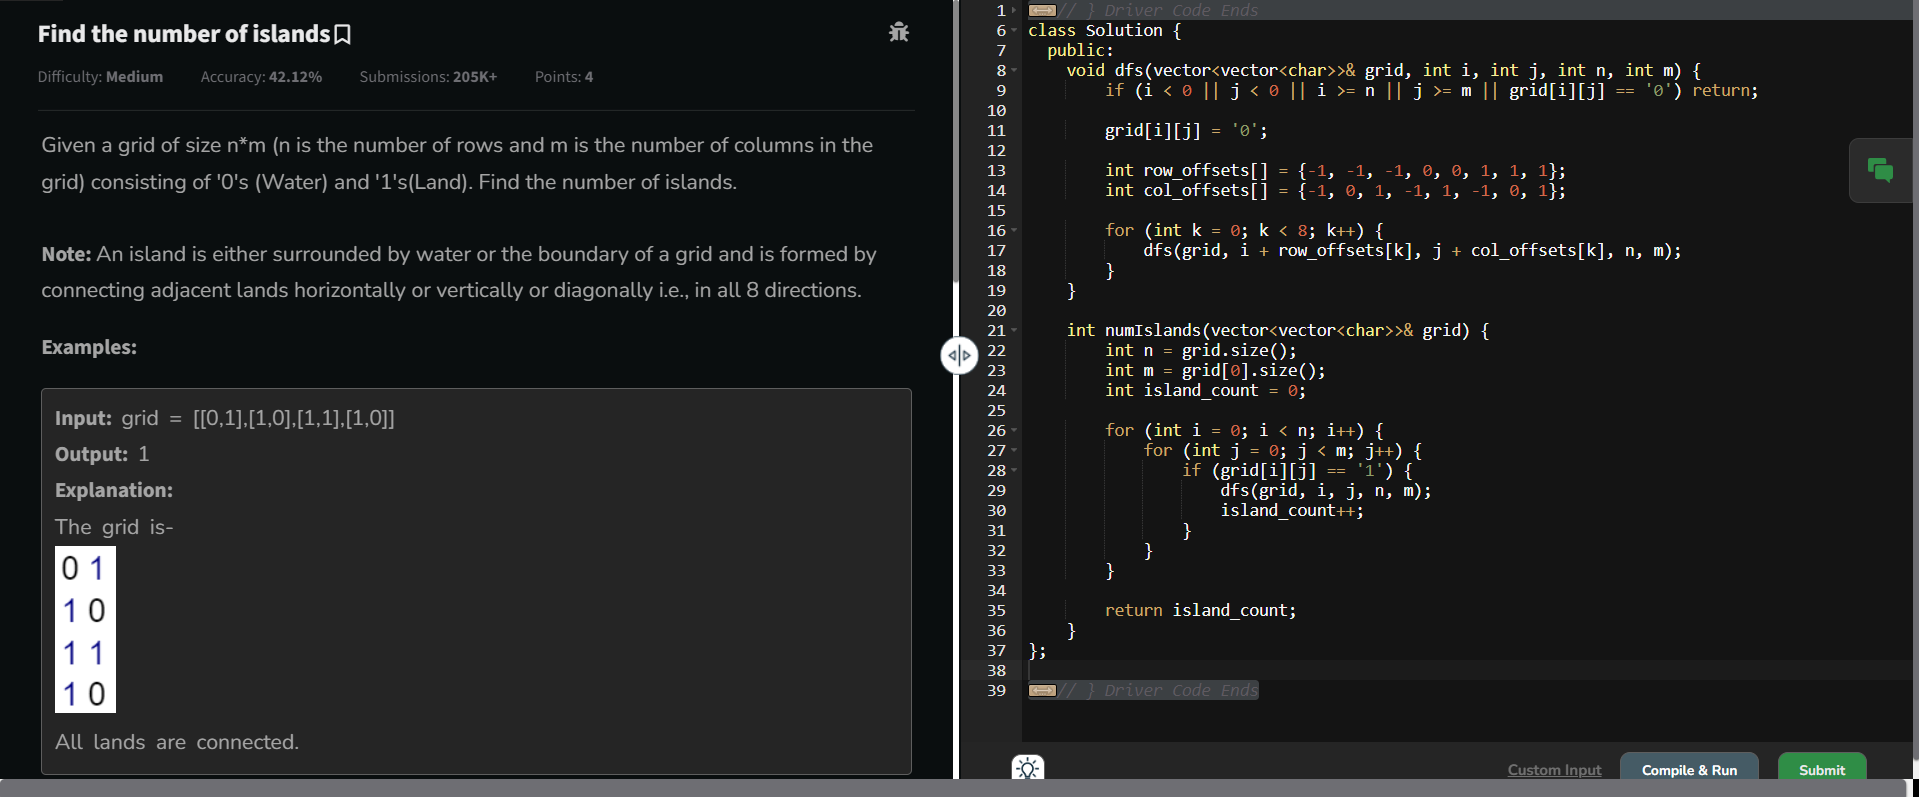 Find the number of islands
Difficulty: Medium Accuracy: 42.12% Submissions: 205K+ Points: 4
Given a grid of size n*m (n is the number of rows and m is the number of columns in the
grid) consisting of '0's (Water) and '1's(Land). Find the number of islands.
Note: An island is either surrounded by water or the boundary of a grid and is formed by
connecting adjacent lands horizontally or vertically or diagonally i.e., in all 8 directions.
Examples:
Input: grid = [[0,1],[1,0],[1,1],[1,0]]
Output: 1
Explanation:
The grid is-
0 1
1 0
1 1
1 0
All lands are connected.
1 // } Driver Code Ends
6 class Solution {
7 public:
8 void dfs(vector<vector<char>>& grid, int i, int j, int n, int m) {
9 if (i < 0 || j < 0 || i >= n || j >= m || grid[i][j] == '0') return;
10
11 grid[i][j] = '0';
12
13 int row_offsets[] = {-1, -1, -1, 0, 0, 1, 1, 1};
14 int col_offsets[] = {-1, 0, 1, -1, 1, -1, 0, 1};
15
16 for (int k = 0; k < 8; k++) {
17 dfs(grid, i + row_offsets[k], j + col_offsets[k], n, m);
18 }
19 }
20
21 int numIslands(vector<vector<char>>& grid) {
22 int n = grid.size();
23 int m = grid[0].size();
24 int island_count = 0;
25
26 for (int i = 0; i < n; i++) {
27 for (int j = 0; j < m; j++) {
28 if (grid[i][j] == '1') {
29 dfs(grid, i, j, n, m);
30 island_count++;
31 }
32 }
33 }
34
35 return island_count;
36 }
37 };
38
39 // } Driver Code Ends
Custom Input Compile & Run Submit